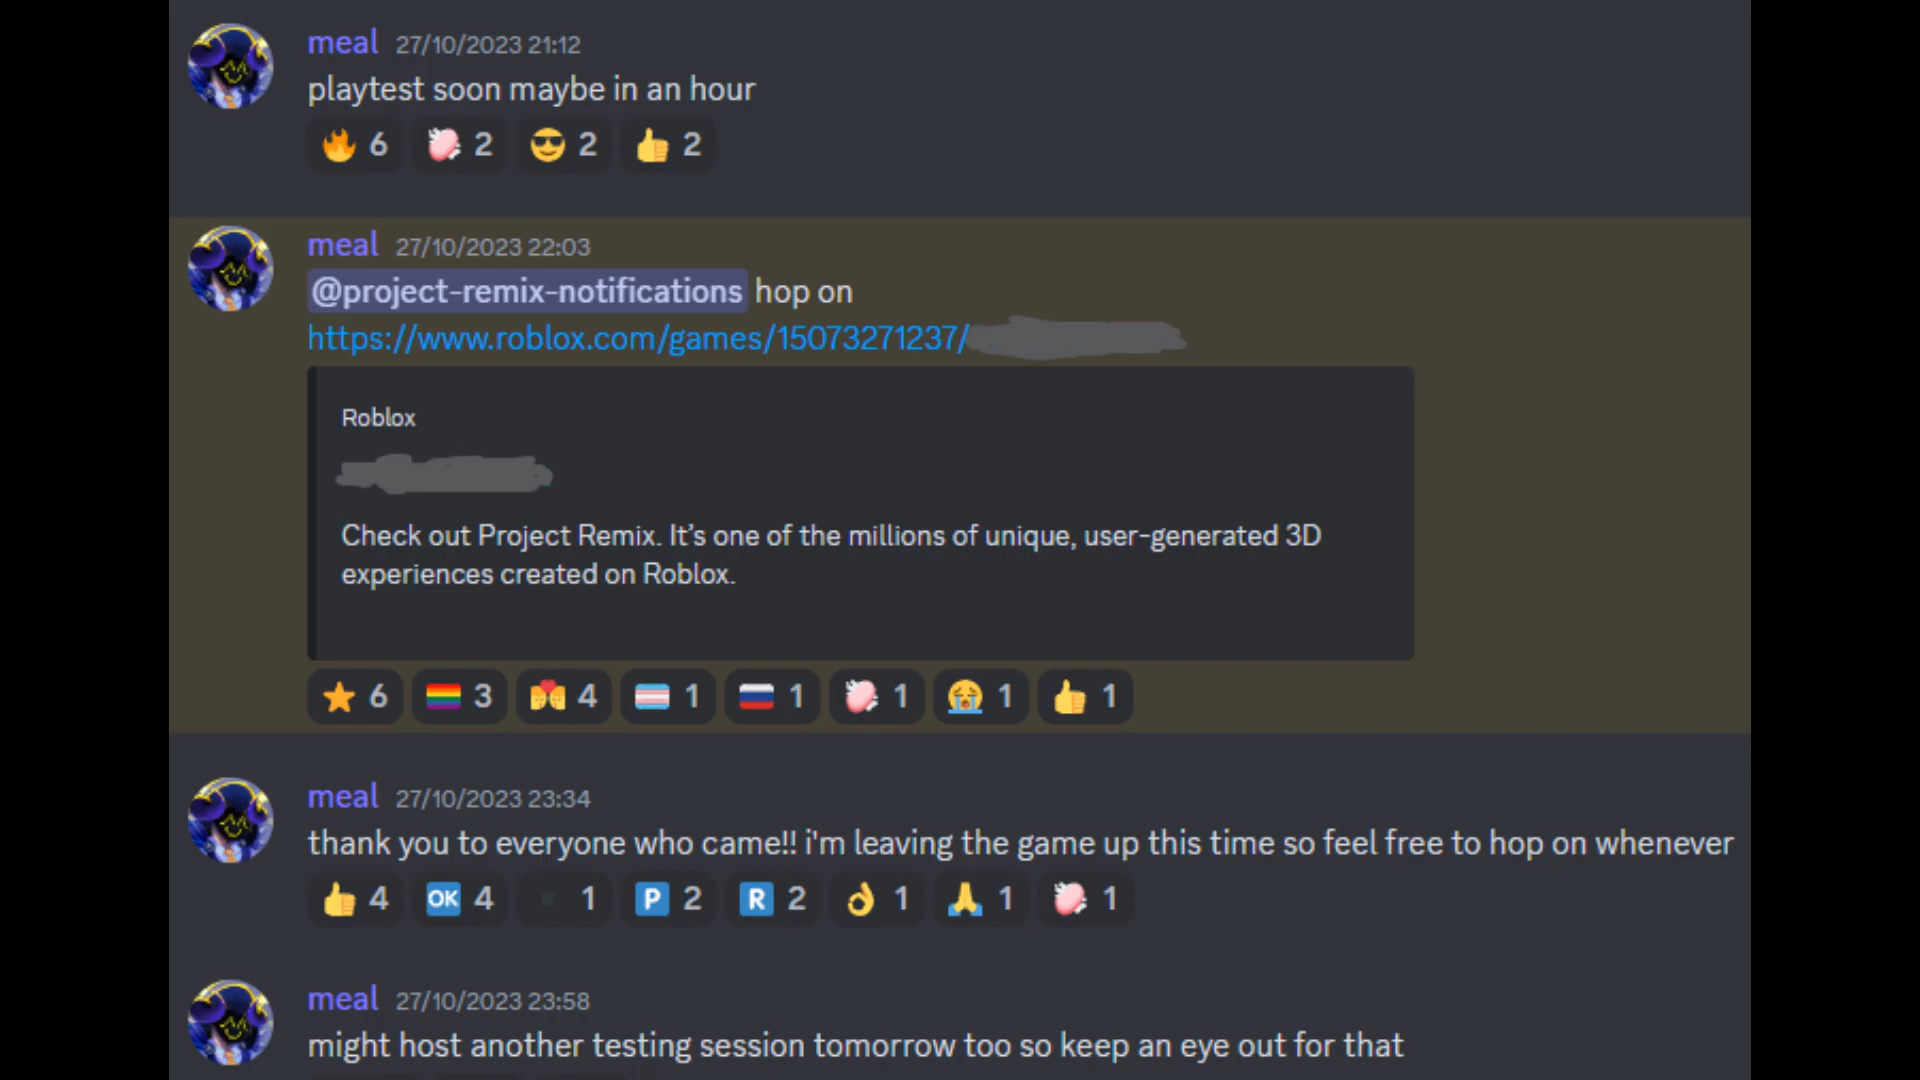 meal 27/10/2023 21:12
playtest soon maybe in an hour
6 2 2 2
meal 27/10/2023 22:03
@project-remix-notifications hop on
https://www.roblox.com/games/15073271237/
Roblox
Check out Project Remix. It's one of the millions of unique, user-generated 3D
experiences created on Roblox.
6 3 4 1 1 1 1 1
meal 27/10/2023 23:34
thank you to everyone who came!! i'm leaving the game up this time so feel free to hop on whenever
4 OK 4 1 P 2 R 2 1 1 1
meal 27/10/2023 23:58
might host another testing session tomorrow too so keep an eye out for that